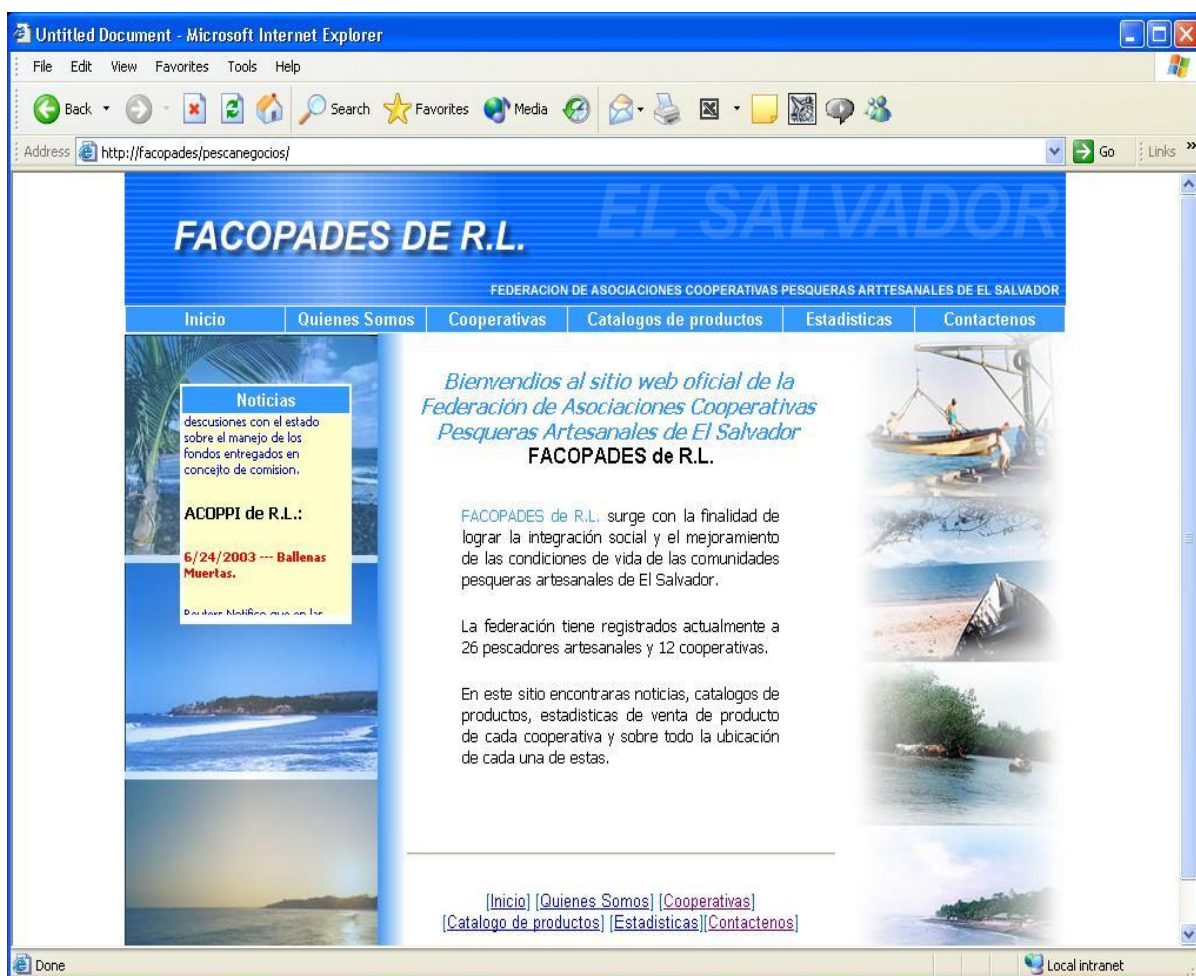 Untitled Document - Microsoft Internet Explorer
File Edit View Favorites Tools Help
Back Search Favorites Media
Address http://facopades/pescanegocios/ Go Links »
EL SALVADOR
FACOPADES DE R.L.
FEDERACION DE ASOCIACIONES COOPERATIVAS PESQUERAS ARTTESANALES DE EL SALVADOR
Inicio Quienes Somos Cooperativas Catalogos de productos Estadisticas Contactenos
Noticias
descusiones con el estado
sobre el manejo de los
fondos entregados en
concejto de comision.
ACOPPI de R.L.:
6/24/2003 --- Ballenas
Muertas.
Reuters Notifico que en las
Bienvendios al sitio web oficial de la
Federación de Asociaciones Cooperativas
Pesqueras Artesanales de El Salvador
FACOPADES de R.L.
FACOPADES de R.L. surge con la finalidad de
lograr la integración social y el mejoramiento
de las condiciones de vida de las comunidades
pesqueras artesanales de El Salvador.
La federación tiene registrados actualmente a
26 pescadores artesanales y 12 cooperativas.
En este sitio encontraras noticias, catalogos de
productos, estadisticas de venta de producto
de cada cooperativa y sobre todo la ubicación
de cada una de estas.
[Inicio] [Quienes Somos] [Cooperativas]
[Catalogo de productos] [Estadisticas][Contactenos]
Done Local intranet